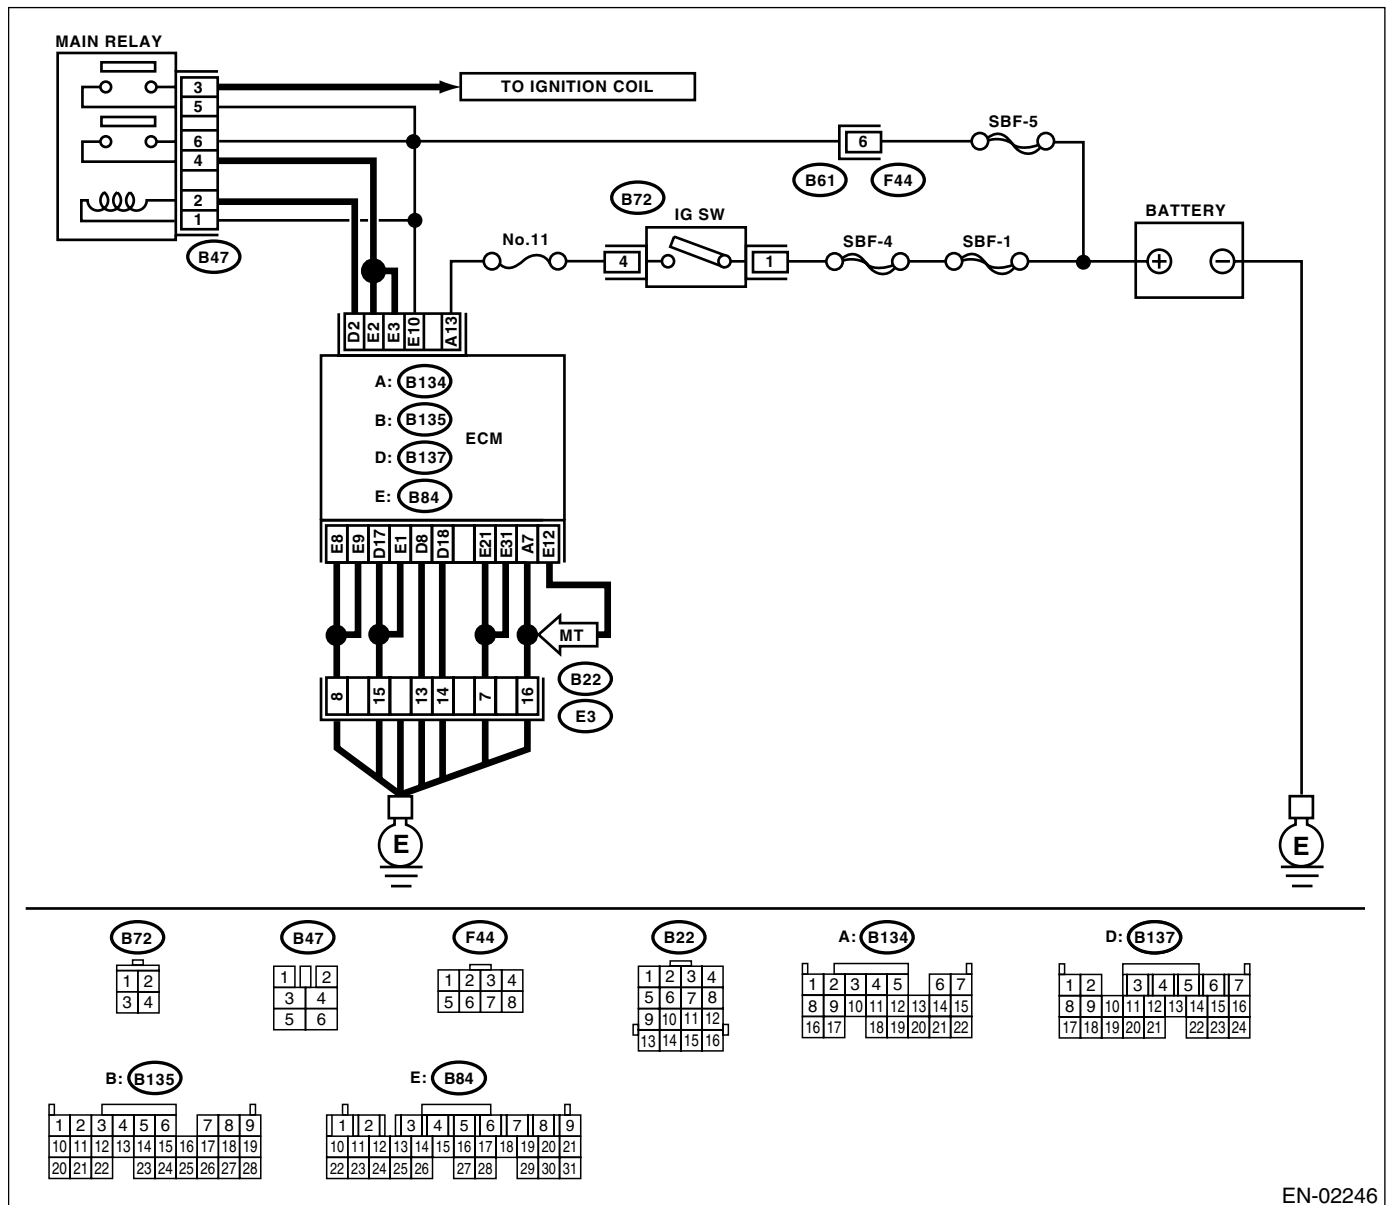 MAIN RELAY
3
TO IGNITION COIL
5
6
4
2
1
B47
6
SBF-5
B61
F44
B72
IG SW
No.11
4
1
SBF-4
SBF-1
BATTERY
+
−
D2
E2
E3
E10
A13
A: B134
B: B135
ECM
D: B137
E: B84
E8
E9
D17
E1
D8
D18
E21
E31
A7
E12
MT
8
15
13
14
7
16
B22
E3
E
E
B72
1 2
3 4
B47
1 2
3 4
5 6
F44
1 2 3 4
5 6 7 8
B22
1 2 3 4
5 6 7 8
9 10 11 12
13 14 15 16
A: B134
1 2 3 4 5 6 7
8 9 10 11 12 13 14 15
16 17 18 19 20 21 22
D: B137
1 2 3 4 5 6 7
8 9 10 11 12 13 14 15 16
17 18 19 20 21 22 23 24
B: B135
1 2 3 4 5 6 7 8 9
10 11 12 13 14 15 16 17 18 19
20 21 22 23 24 25 26 27 28
E: B84
1 2 3 4 5 6 7 8 9
10 11 12 13 14 15 16 17 18 19 20 21
22 23 24 25 26 27 28 29 30 31
EN-02246